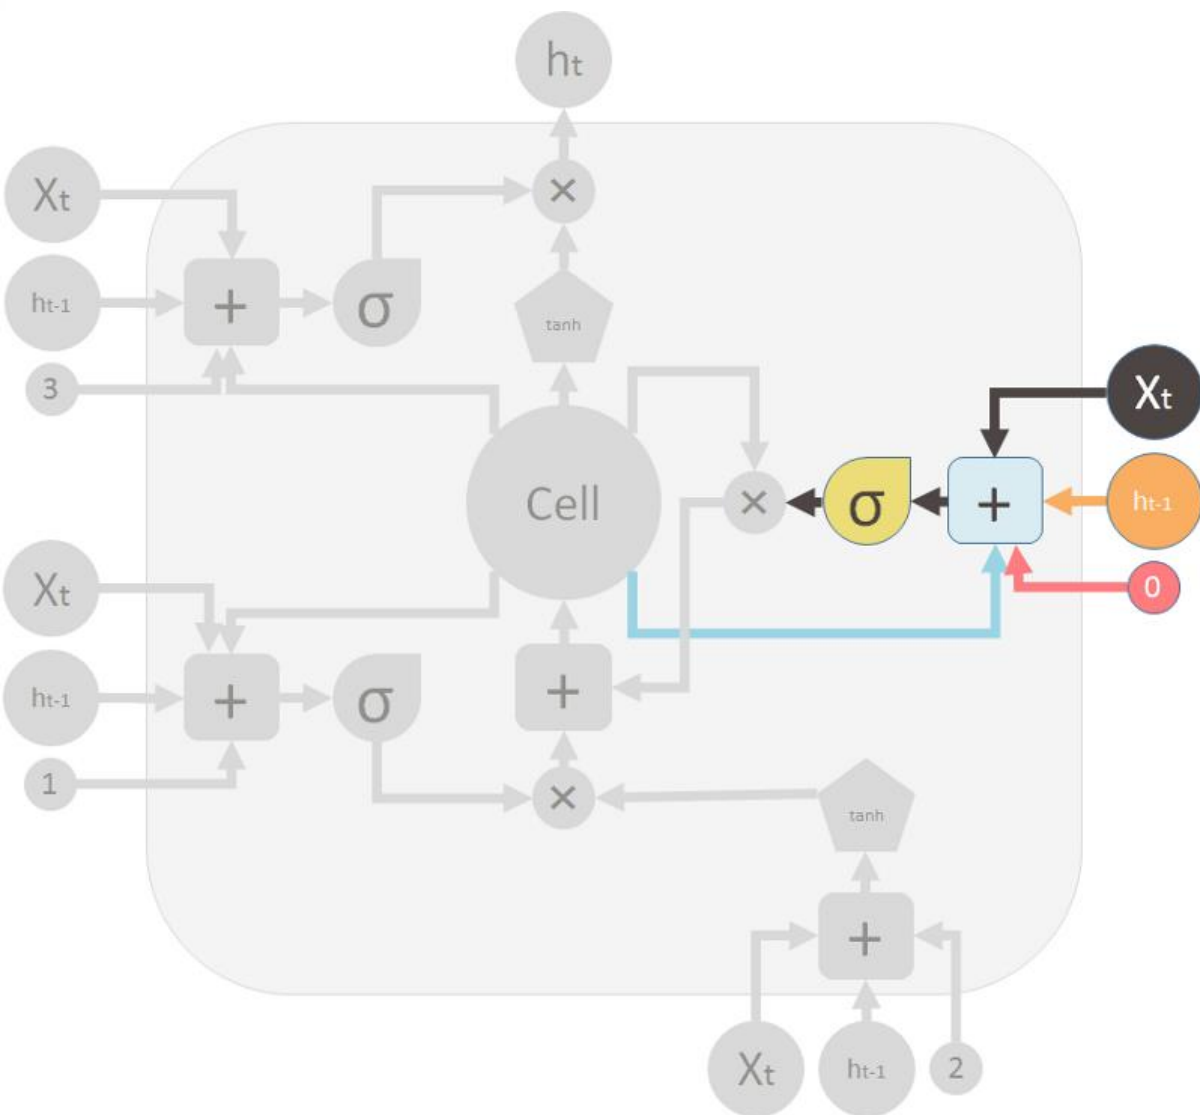 ht
×
Xt
ht-1
+
σ
3
tanh
Cell
×
σ
+
Xt
ht-1
0
Xt
ht-1
+
σ
1
+
×
tanh
+
Xt
ht-1
2